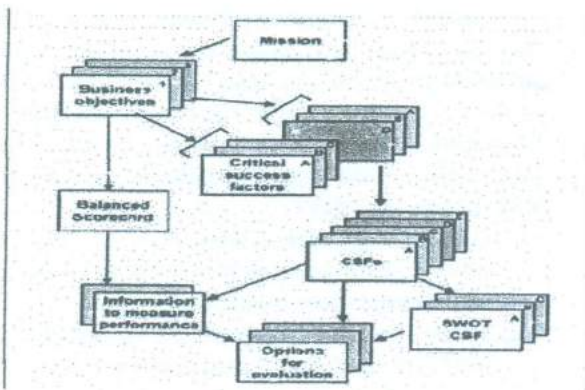 Mission
Business
objectives
Critical
success
factors
A
Balanced
Scorecard
CSFs
A
Information
to measure
performance
SWOT
CSF
A
Options
for
evaluation